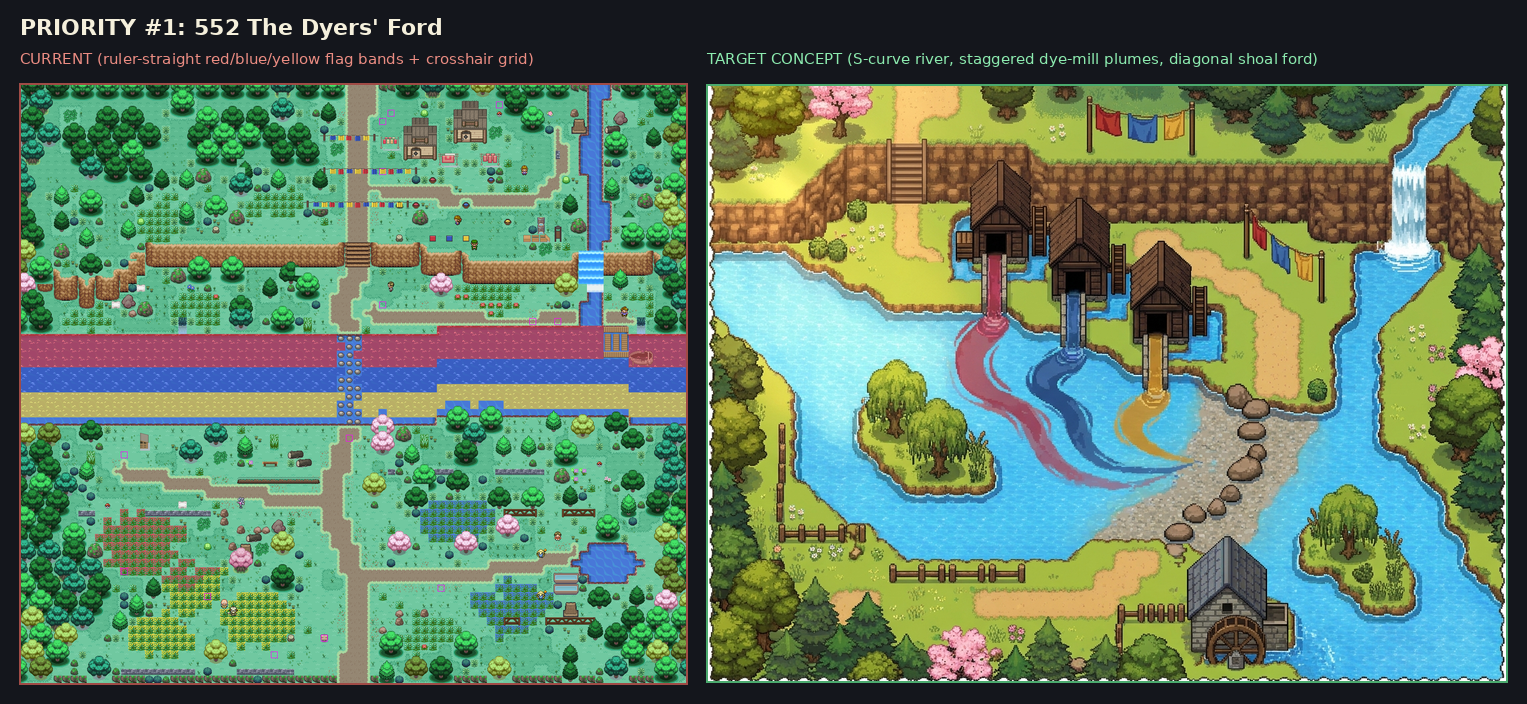 PRIORITY #1: 552 The Dyers' Ford
CURRENT (ruler-straight red/blue/yellow flag bands + crosshair grid)
TARGET CONCEPT (S-curve river, staggered dye-mill plumes, diagonal shoal ford)